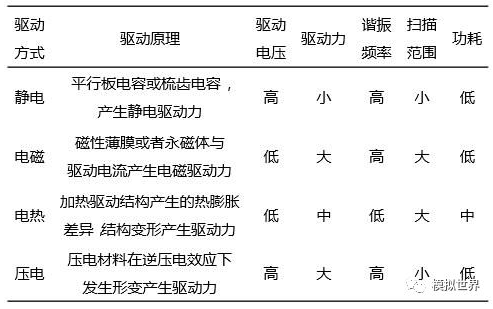 驱动方式 驱动原理 驱动电压 驱动力 谐振频率 扫描范围 功耗
静电 平行板电容或梳齿电容，产生静电驱动力 高 小 高 小 低
电磁 磁性薄膜或者永磁体与驱动电流产生电磁驱动力 低 大 高 大 低
电热 加热驱动结构产生的热膨胀差异,结构变形产生驱动力 低 中 低 大 中
压电 压电材料在逆压电效应下发生形变产生驱动力 高 大 高 小 低
模拟世界